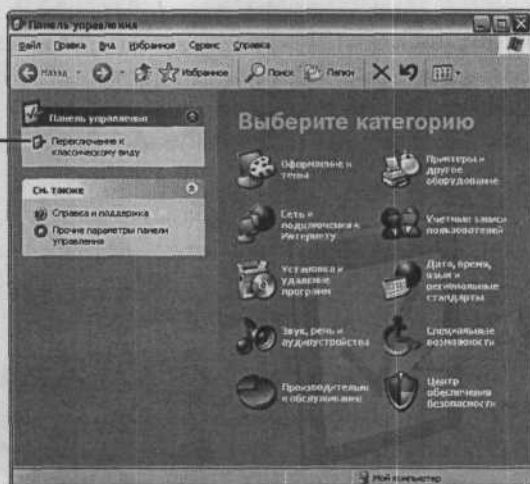 Панель управления
Файл Правка Вид Избранное Сервис Справка
Назад Избранное Поиск Папки
Панель управления
Переключение к
классическому виду
См. также
Справка и поддержка
Прочие параметры панели
управления
Выберите категорию
Оформление и
темы
Принтеры и
другое
оборудование
Сеть и
подключения к
Интернету
Учетные записи
пользователей
Установка и
удаление
программ
Дата, время,
язык и
региональные
стандарты
Звук, речь и
аудиоустройства
Специальные
возможности
Производительн
и обслуживание
Центр
обеспечения
безопасности
Мой компьютер